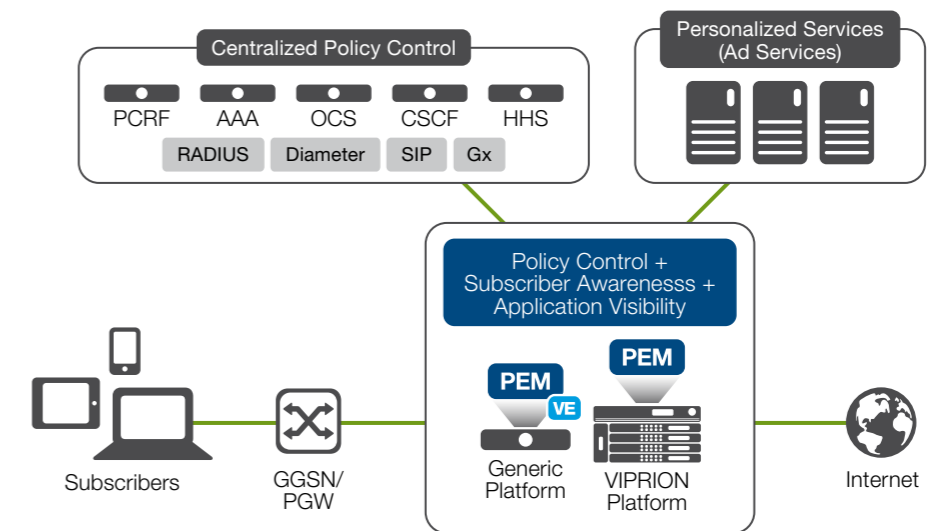 Centralized Policy Control
PCRF
AAA
OCS
CSCF
HHS
RADIUS
Diameter
SIP
Gx
Personalized Services
(Ad Services)
Policy Control +
Subscriber Awarenesss +
Application Visibility
PEM
VE
PEM
Generic
Platform
VIPRION
Platform
Subscribers
GGSN/
PGW
Internet